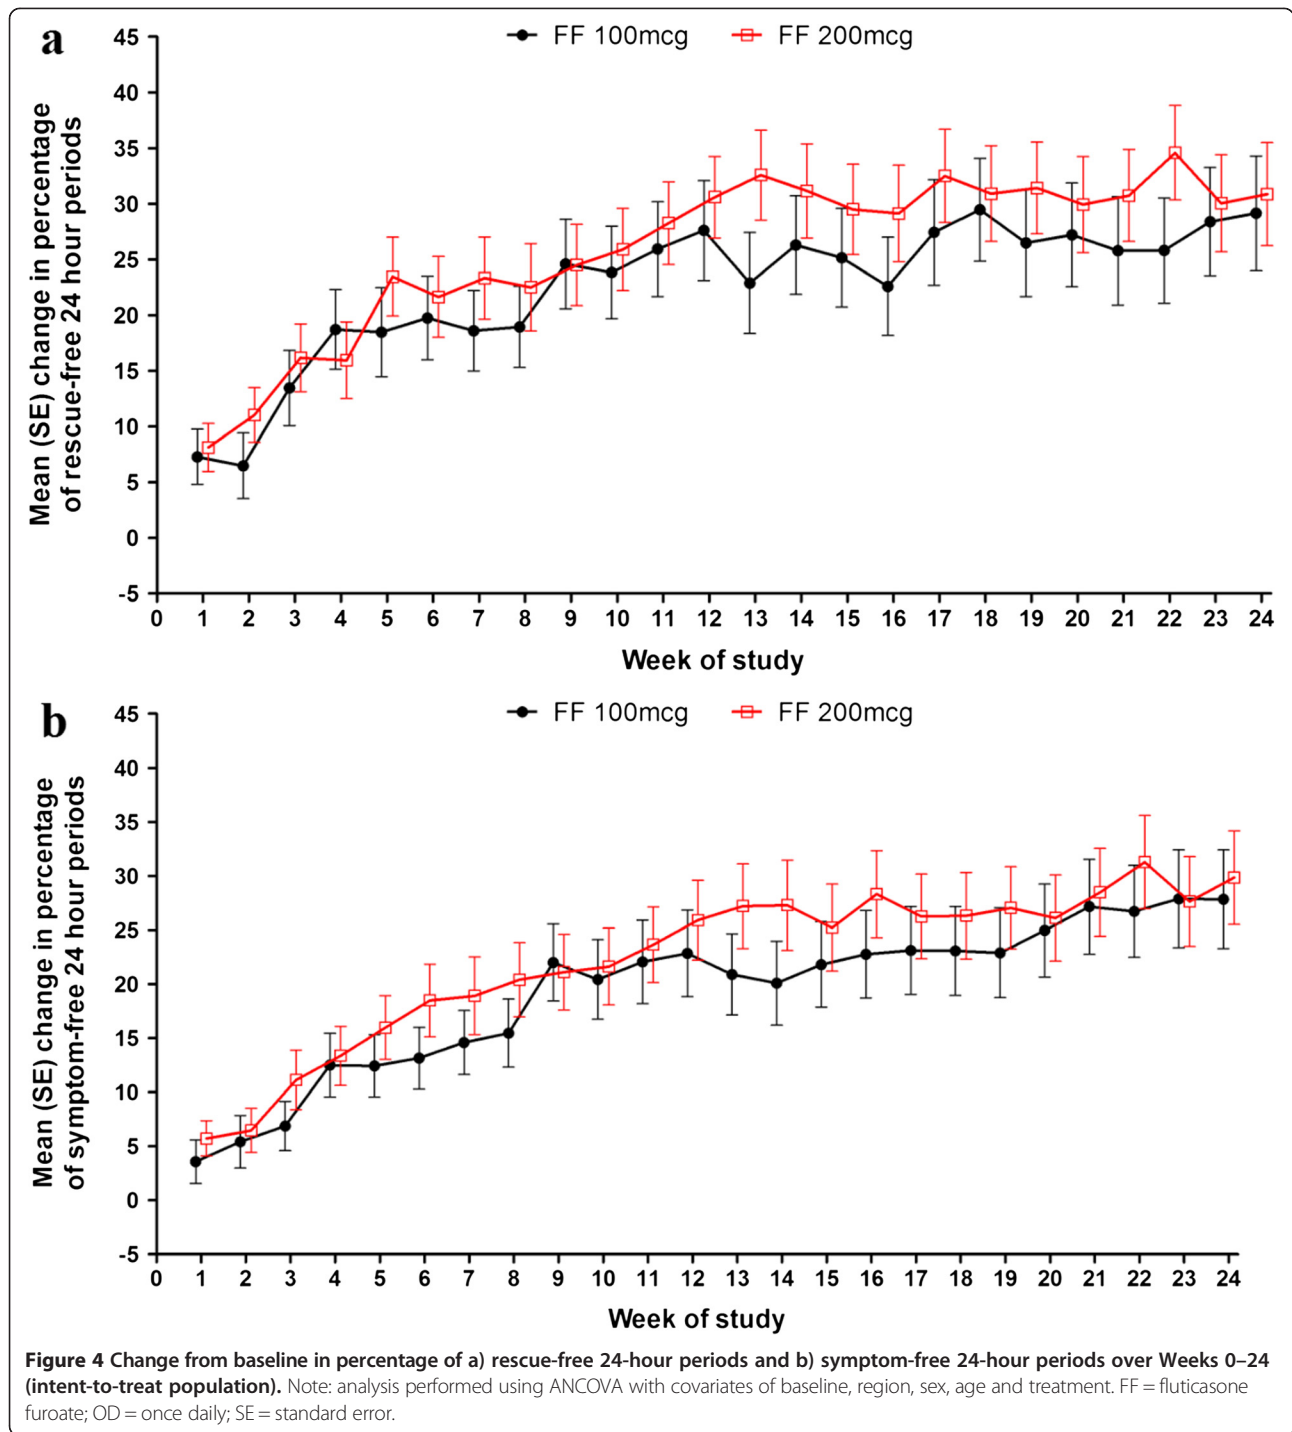 a
FF 100mcg FF 200mcg
Mean (SE) change in percentage
of rescue-free 24 hour periods
45
40
35
30
25
20
15
10
5
0
-5
0 1 2 3 4 5 6 7 8 9 10 11 12 13 14 15 16 17 18 19 20 21 22 23 24
Week of study
b
FF 100mcg FF 200mcg
Mean (SE) change in percentage
of symptom-free 24 hour periods
45
40
35
30
25
20
15
10
5
0
-5
0 1 2 3 4 5 6 7 8 9 10 11 12 13 14 15 16 17 18 19 20 21 22 23 24
Week of study
Figure 4 Change from baseline in percentage of a) rescue-free 24-hour periods and b) symptom-free 24-hour periods over Weeks 0–24
(intent-to-treat population). Note: analysis performed using ANCOVA with covariates of baseline, region, sex, age and treatment. FF = fluticasone
furoate; OD = once daily; SE = standard error.